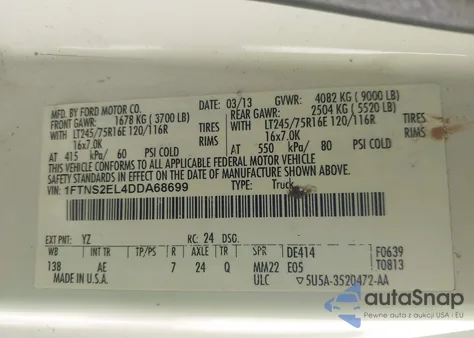 MFD. BY FORD MOTOR CO.
DATE: 03/13 GVWR: 4082 KG ( 9000 LB)
FRONT GAWR: 1678 KG ( 3700 LB) REAR GAWR: 2504 KG ( 5520 LB)
WITH LT245/75R16E 120/116R TIRES WITH LT245/75R16E 120/116R TIRES
16x7.0K RIMS 16x7.0K RIMS
AT 415 kPa/ 60 PSI COLD AT 550 kPa/ 80 PSI COLD
THIS VEHICLE CONFORMS TO ALL APPLICABLE FEDERAL MOTOR VEHICLE
SAFETY STANDARDS IN EFFECT ON THE DATE OF MANUFACTURE SHOWN ABOVE.
VIN: 1FTNS2EL4DDA68699 TYPE: Truck
EXT PNT: YZ RC: 24 DSO:
WB INT TR TP/PS R AXLE TR SPR DE414 F0639
138 AE 7 24 Q MM22 E05 T0813
MADE IN U.S.A. ULC ▽5U5A-3520472-AA
autoSnap
Pewne auta z USA i Kanady